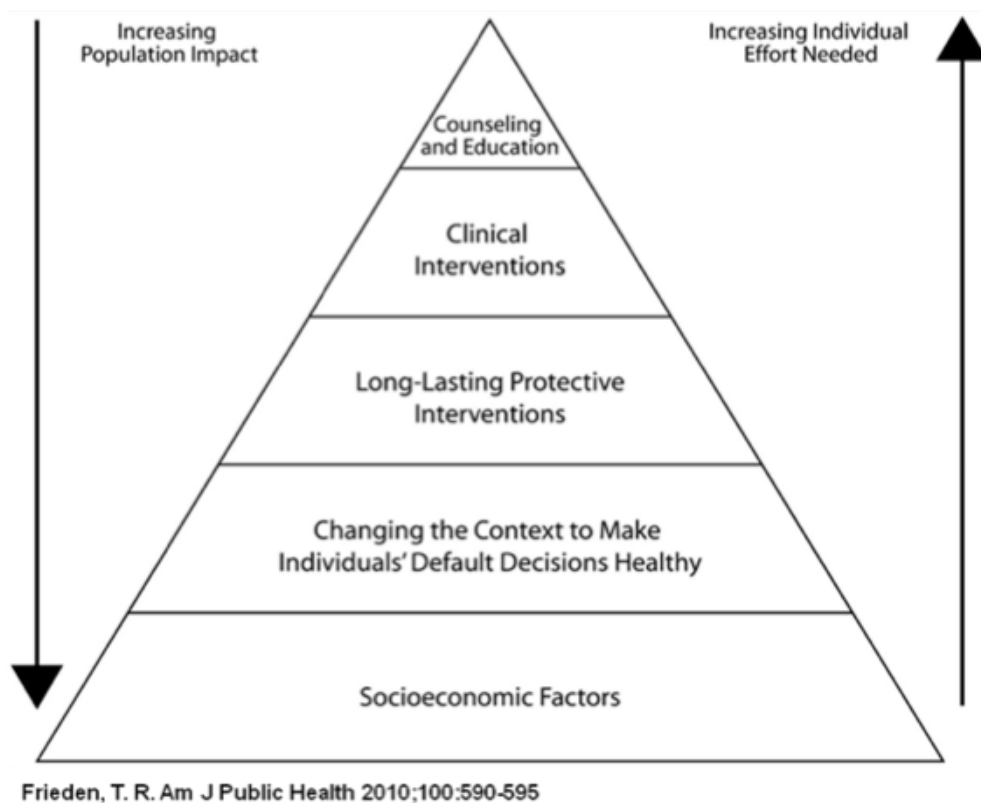 Increasing
Population Impact
Increasing Individual
Effort Needed
Counseling
and Education
Clinical
Interventions
Long-Lasting Protective
Interventions
Changing the Context to Make
Individuals' Default Decisions Healthy
Socioeconomic Factors
Frieden, T. R. Am J Public Health 2010;100:590-595